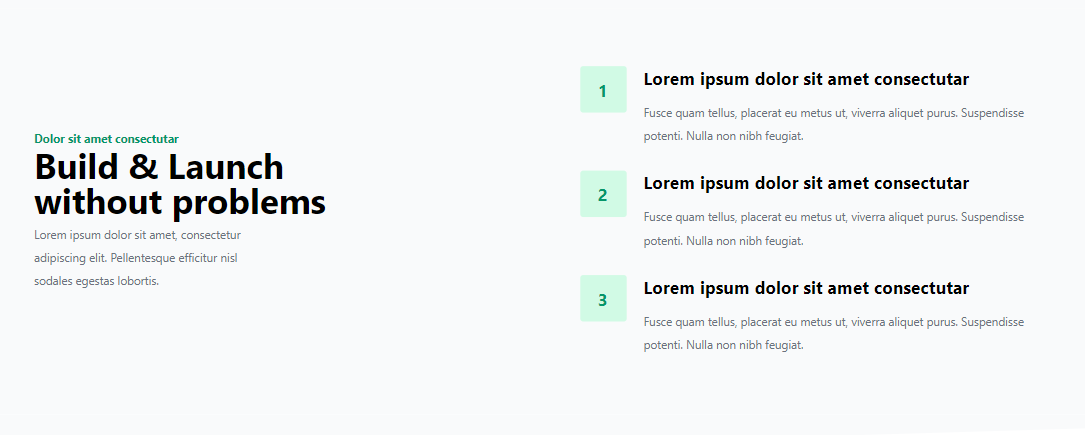 Dolor sit amet consectutar
Build & Launch
without problems
Lorem ipsum dolor sit amet, consectetur
adipiscing elit. Pellentesque efficitur nisl
sodales egestas lobortis.
1
Lorem ipsum dolor sit amet consectutar
Fusce quam tellus, placerat eu metus ut, viverra aliquet purus. Suspendisse
potenti. Nulla non nibh feugiat.
2
Lorem ipsum dolor sit amet consectutar
Fusce quam tellus, placerat eu metus ut, viverra aliquet purus. Suspendisse
potenti. Nulla non nibh feugiat.
3
Lorem ipsum dolor sit amet consectutar
Fusce quam tellus, placerat eu metus ut, viverra aliquet purus. Suspendisse
potenti. Nulla non nibh feugiat.